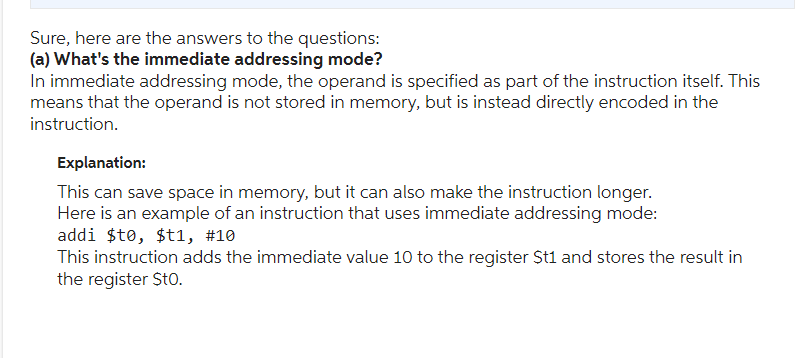 Sure, here are the answers to the questions:
(a) What's the immediate addressing mode?
In immediate addressing mode, the operand is specified as part of the instruction itself. This
means that the operand is not stored in memory, but is instead directly encoded in the
instruction.
Explanation:
This can save space in memory, but it can also make the instruction longer.
Here is an example of an instruction that uses immediate addressing mode:
addi $t0, $t1, #10
This instruction adds the immediate value 10 to the register $t1 and stores the result in
the register $t0.